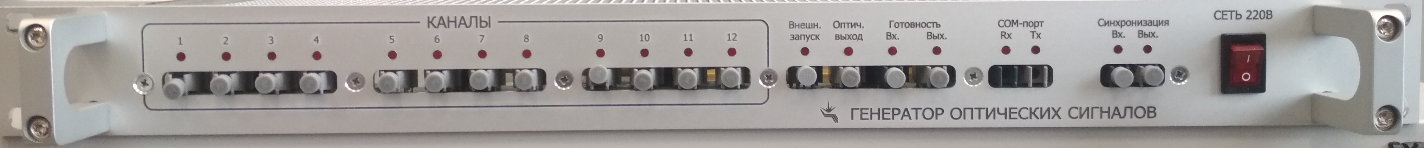 КАНАЛЫ
1 2 3 4 5 6 7 8 9 10 11 12
Внешн. запуск
Оптич. выход
Готовность
Вх. Вых.
COM-порт
Rx Tx
Синхронизация
Вх. Вых.
СЕТЬ 220В
I
O
ГЕНЕРАТОР ОПТИЧЕСКИХ СИГНАЛОВ